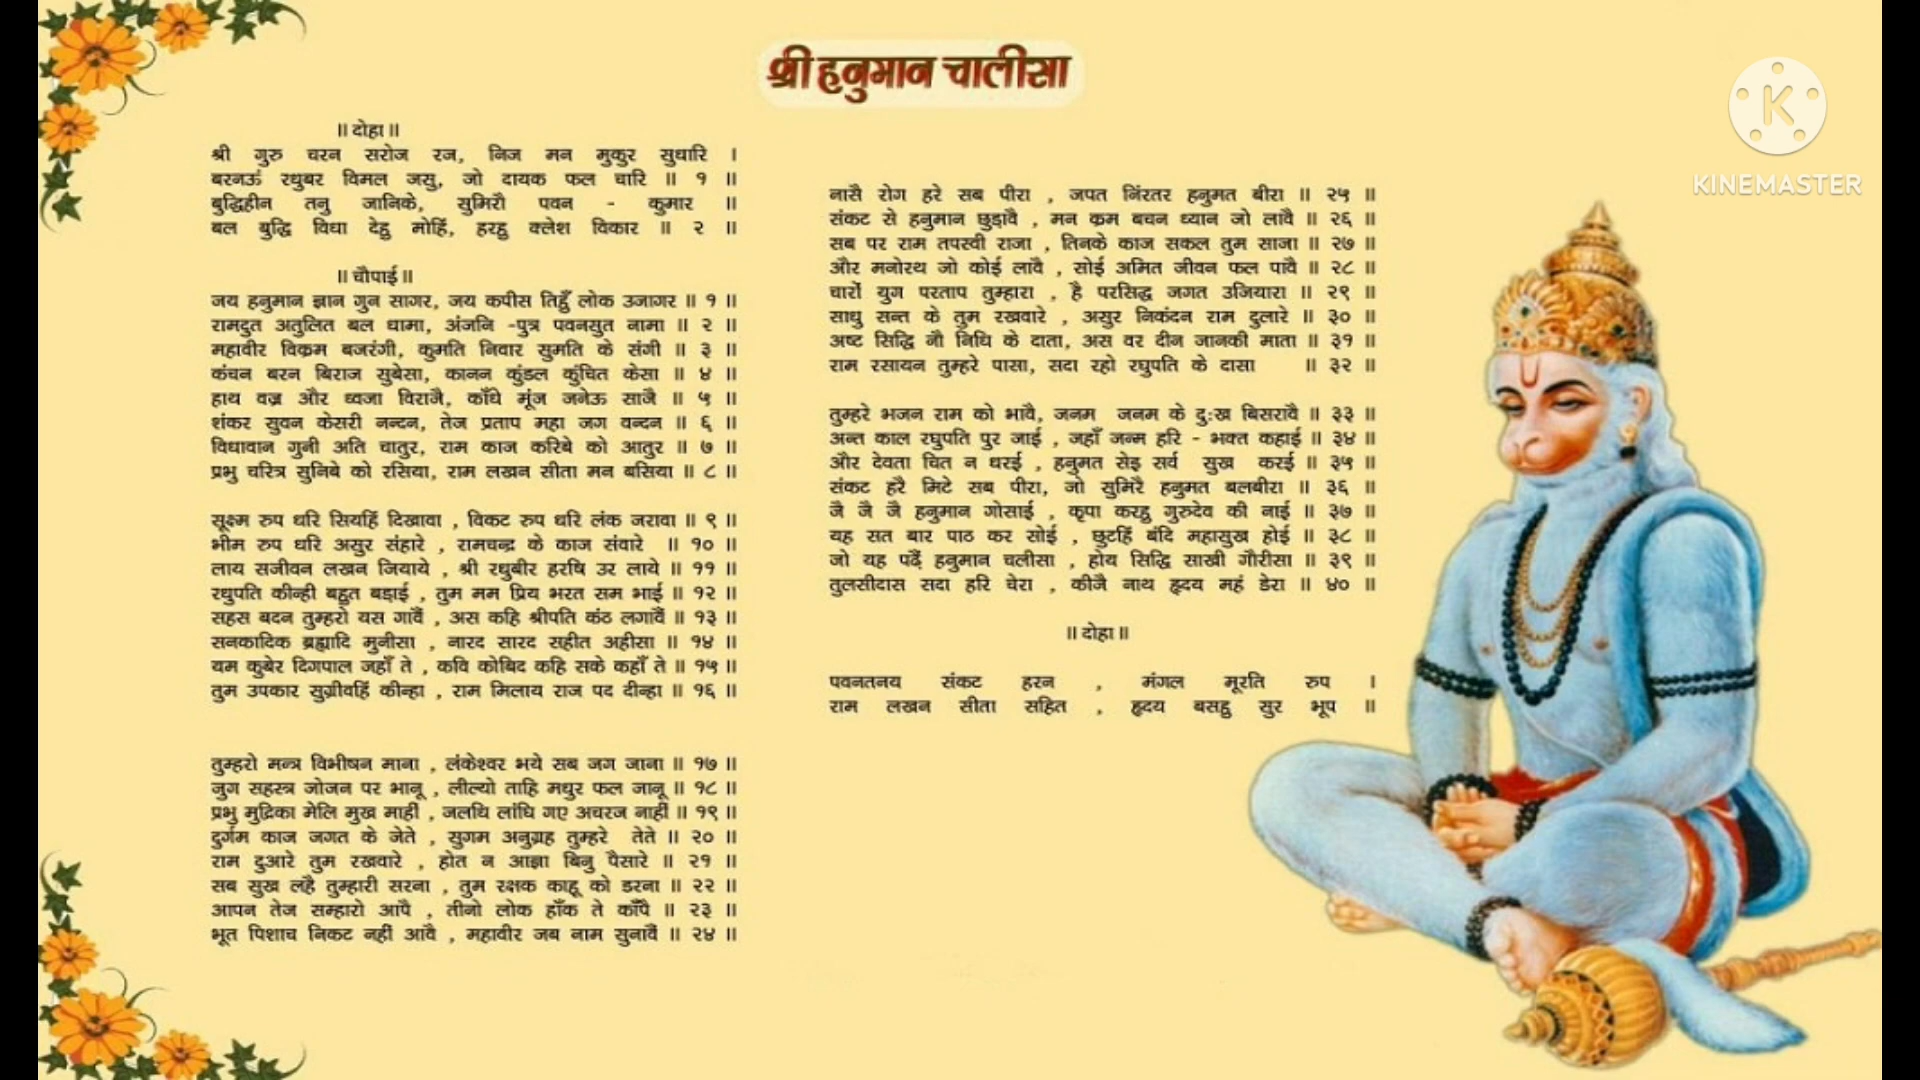 श्री हनुमान चालीसा
KINEMASTER
॥ दोहा ॥
श्री गुरु चरन सरोज रज, निज मन मुकुर सुधारि ।
बरनऊं रघुबर विमल जसु, जो दायक फल चारि ॥ १ ॥
बुद्धिहीन तनु जानिके, सुमिरौ पवन - कुमार ॥
बल बुद्धि विधा देहु मोहिं, हरहु क्लेश विकार ॥ २ ॥
॥ चौपाई ॥
जय हनुमान ज्ञान गुन सागर, जय कपीस तिहुँ लोक उजागर ॥ १ ॥
रामदुत अतुलित बल धामा, अंजनि -पुत्र पवनसुत नामा ॥ २ ॥
महावीर विक्रम बजरंगी, कुमति निवार सुमति के संगी ॥ ३ ॥
कंचन बरन बिराज सुबेसा, कानन कुंडल कुंचित केसा ॥ ४ ॥
हाथ वज्र और ध्वजा विराजै, काँधे मूंज जनेऊ साजै ॥ ५ ॥
शंकर सुवन केसरी नन्दन, तेज प्रताप महा जग वन्दन ॥ ६ ॥
विधावान गुनी अति चातुर, राम काज करिबे को आतुर ॥ ७ ॥
प्रभु चरित्र सुनिबे को रसिया, राम लखन सीता मन बसिया ॥ ८ ॥
सूक्ष्म रुप धरि सियहिं दिखावा , विकट रुप धरि लंक जरावा ॥ ९ ॥
भीम रुप धरि असुर संहारे , रामचन्द्र के काज संवारे ॥ १० ॥
लाय सजीवन लखन जियाये , श्री रघुबीर हरषि उर लाये ॥ ११ ॥
रघुपति कीन्ही बहुत बड़ाई , तुम मम प्रिय भरत सम भाई ॥ १२ ॥
सहस बदन तुम्हरो यस गावैं , अस कहि श्रीपति कंठ लगावैं ॥ १३ ॥
सनकादिक ब्रह्मादि मुनीसा , नारद सारद सहीत अहीसा ॥ १४ ॥
यम कुबेर दिगपाल जहाँ ते , कवि कोबिद कहि सके कहाँ ते ॥ १५ ॥
तुम उपकार सुग्रीवहिं कीन्हा , राम मिलाय राज पद दीन्हा ॥ १६ ॥
तुम्हरो मन्त्र विभीषन माना , लंकेश्वर भये सब जग जाना ॥ १७ ॥
जुग सहस्त्र जोजन पर भानू , लील्यो ताहि मधुर फल जानू ॥ १८ ॥
प्रभु मुद्रिका मेलि मुख माहीं , जलधि लांघि गए अचरज नाहीं ॥ १९ ॥
दुर्गम काज जगत के जेते , सुगम अनुग्रह तुम्हरे तेते ॥ २० ॥
राम दुआरे तुम रखवारे , होत न आज्ञा बिनु पैसारे ॥ २१ ॥
सब सुख लहै तुम्हारी सरना , तुम रक्षक काहू को डरना ॥ २२ ॥
आपन तेज सम्हारो आपै , तीनो लोक हाँक ते काँपै ॥ २३ ॥
भूत पिशाच निकट नहीं आवै , महावीर जब नाम सुनावैं ॥ २४ ॥
नासै रोग हरे सब पीरा , जपत निंरतर हनुमत बीरा ॥ २५ ॥
संकट से हनुमान छुड़ावै , मन क्रम बचन ध्यान जो लावै ॥ २६ ॥
सब पर राम तपस्वी राजा , तिनके काज सकल तुम साजा ॥ २७ ॥
और मनोरथ जो कोई लावै , सोई अमित जीवन फल पावै ॥ २८ ॥
चारों युग परताप तुम्हारा , है परसिद्ध जगत उजियारा ॥ २९ ॥
साधु सन्त के तुम रखवारे , असुर निकंदन राम दुलारे ॥ ३० ॥
अष्ट सिद्धि नौ निधि के दाता, अस वर दीन जानकी माता ॥ ३१ ॥
राम रसायन तुम्हरे पासा, सदा रहो रघुपति के दासा ॥ ३२ ॥
तुम्हरे भजन राम को भावै, जनम जनम के दुःख बिसरावै ॥ ३३ ॥
अन्त काल रघुपति पुर जाई , जहाँ जन्म हरि - भक्त कहाई ॥ ३४ ॥
और देवता चित न धरई , हनुमत सेइ सर्व सुख करई ॥ ३५ ॥
संकट हरै मिटे सब पीरा, जो सुमिरै हनुमत बलबीरा ॥ ३६ ॥
जै जै जै हनुमान गोसाई , कृपा करहु गुरुदेव की नाई ॥ ३७ ॥
यह सत बार पाठ कर सोई , छुटहिं बंदि महासुख होई ॥ ३८ ॥
जो यह पढ़ैं हनुमान चलीसा , होय सिद्धि साखी गौरीसा ॥ ३९ ॥
तुलसीदास सदा हरि चेरा , कीजै नाथ हृदय महं डेरा ॥ ४० ॥
॥ दोहा ॥
पवनतनय संकट हरन , मंगल मूरति रुप ।
राम लखन सीता सहित , हृदय बसहु सुर भूप ॥